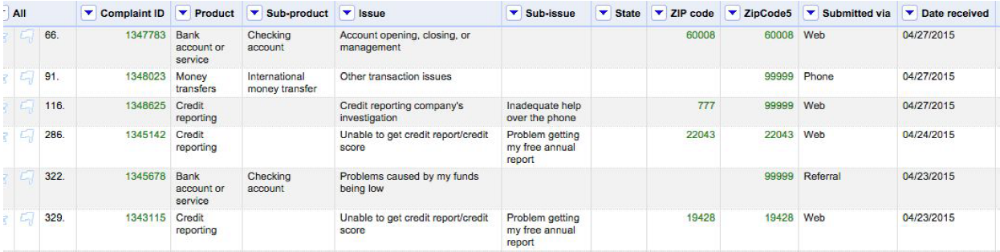 All Complaint ID Product Sub-product Issue Sub-issue State ZIP code ZipCode5 Submitted via Date received
66. 1347783 Bank Checking Account opening, closing, or 60008 60008 Web 04/27/2015
account or account management
service
91. 1348023 Money International Other transaction issues 99999 Phone 04/27/2015
transfers money transfer
116. 1348625 Credit Credit reporting company's Inadequate help 777 99999 Web 04/27/2015
reporting investigation over the phone
286. 1345142 Credit Unable to get credit report/credit Problem getting 22043 22043 Web 04/24/2015
reporting score my free annual
report
322. 1345678 Bank Checking Problems caused by my funds 99999 Referral 04/23/2015
account or account being low
service
329. 1343115 Credit Unable to get credit report/credit Problem getting 19428 19428 Web 04/23/2015
reporting score my free annual
report